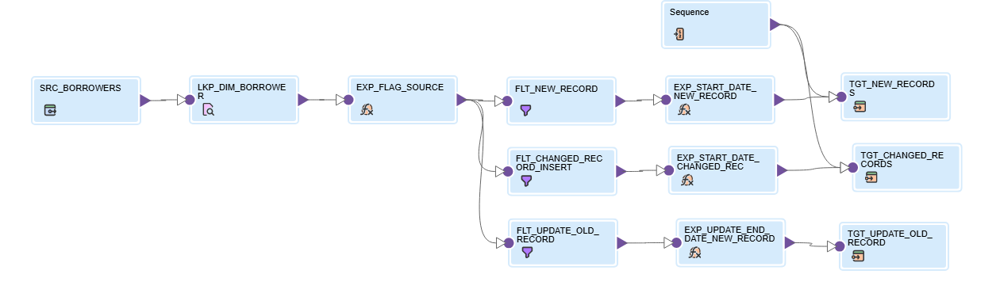 Sequence
SRC_BORROWERS
LKP_DIM_BORROWE
R
EXP_FLAG_SOURCE
FLT_NEW_RECORD
EXP_START_DATE_
NEW_RECORD
TGT_NEW_RECORD
S
FLT_CHANGED_REC
ORD_INSERT
EXP_START_DATE_
CHANGED_REC
TGT_CHANGED_RE
CORDS
FLT_UPDATE_OLD_
RECORD
EXP_UPDATE_END_
DATE_NEW_RECORD
TGT_UPDATE_OLD_
RECORD